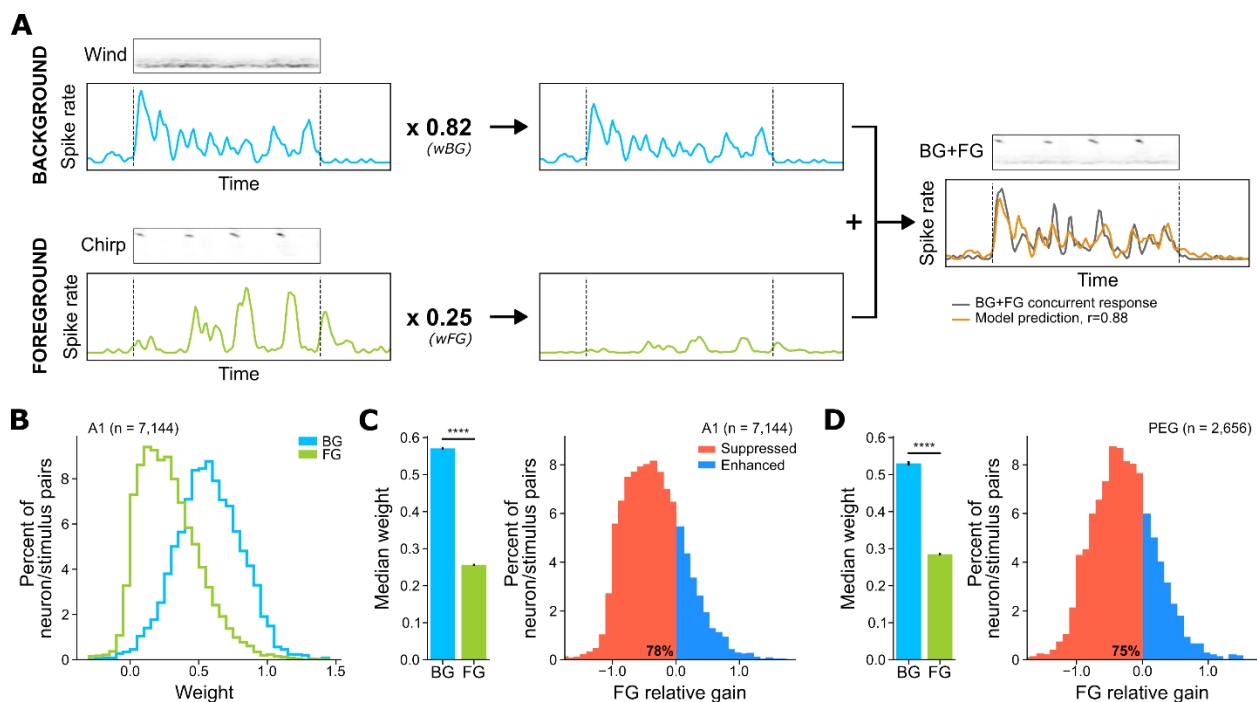 A
BACKGROUND
Wind
Spike rate
Time
x 0.82
(wBG)
FOREGROUND
Chirp
Spike rate
Time
x 0.25
(wFG)
+
BG+FG
Spike rate
Time
BG+FG concurrent response
Model prediction, r=0.88
B
A1 (n = 7,144)
BG
FG
Percent of
neuron/stimulus pairs
8
6
4
2
0
0.0
0.5
1.0
1.5
Weight
C
Median weight
0.6
0.5
0.4
0.3
0.2
0.1
0.0
****
BG
FG
A1 (n = 7,144)
Suppressed
Enhanced
Percent of
neuron/stimulus pairs
8
6
4
2
0
78%
−1.0
0.0
1.0
FG relative gain
D
Median weight
0.6
0.5
0.4
0.3
0.2
0.1
0.0
****
BG
FG
PEG (n = 2,656)
Percent of
neuron/stimulus pairs
8
6
4
2
0
75%
-1.0
0.0
1.0
FG relative gain